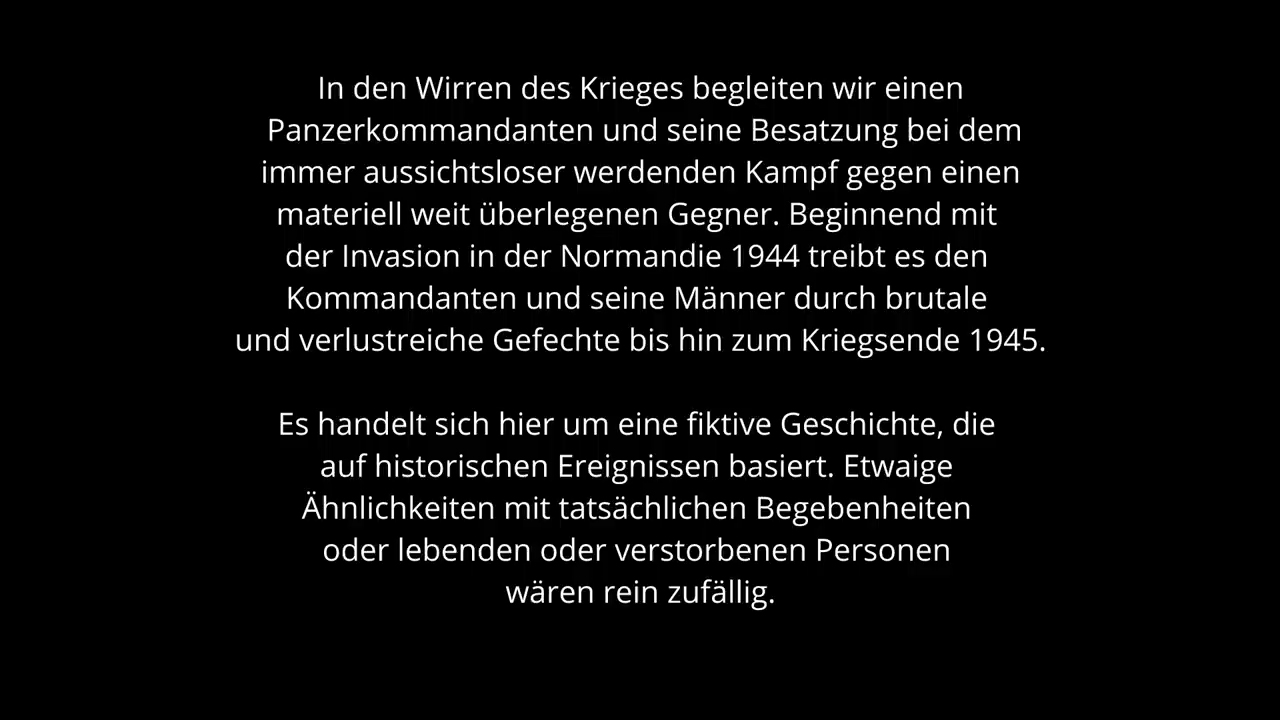 In den Wirren des Krieges begleiten wir einen
Panzerkommandanten und seine Besatzung bei dem
immer aussichtsloser werdenden Kampf gegen einen
materiell weit überlegenen Gegner. Beginnend mit
der Invasion in der Normandie 1944 treibt es den
Kommandanten und seine Männer durch brutale
und verlustreiche Gefechte bis hin zum Kriegsende 1945.
Es handelt sich hier um eine fiktive Geschichte, die
auf historischen Ereignissen basiert. Etwaige
Ähnlichkeiten mit tatsächlichen Begebenheiten
oder lebenden oder verstorbenen Personen
wären rein zufällig.